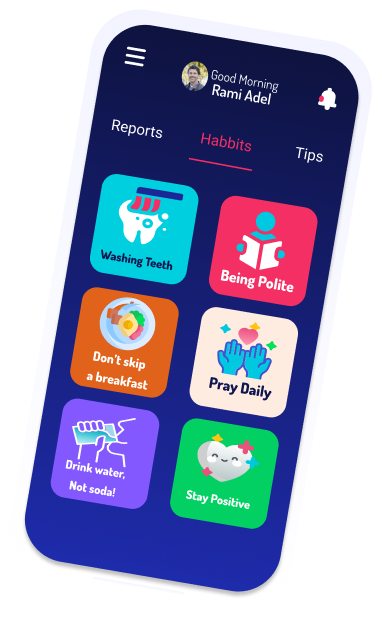 Good Morning
Rami Adel
Reports
Habbits
Tips
Washing Teeth
Being Polite
Don't skip
a breakfast
Pray Daily
Drink water,
Not soda!
Stay Positive